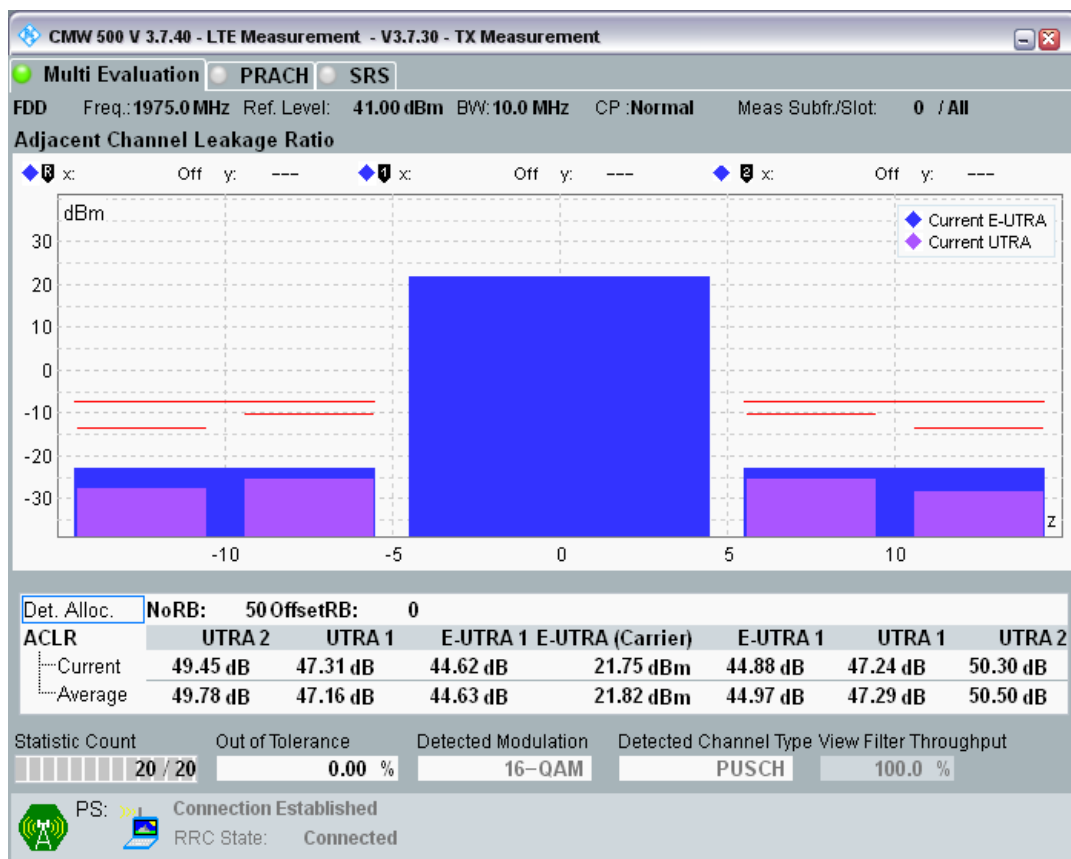 CMW 500 V 3.7.40 - LTE Measurement - V3.7.30 - TX Measurement
Multi Evaluation PRACH SRS
FDD Freq.: 1975.0 MHz Ref. Level: 41.00 dBm BW: 10.0 MHz CP :Normal Meas Subfr./Slot: 0 / All
Adjacent Channel Leakage Ratio
R x: Off y: --- 1 x: Off y: --- 2 x: Off y: ---
dBm
Current E-UTRA
Current UTRA
30
20
10
0
-10
-20
-30
z
-10 -5 0 5 10
Det. Alloc. NoRB: 50 OffsetRB: 0
ACLR UTRA 2 UTRA 1 E-UTRA 1 E-UTRA (Carrier) E-UTRA 1 UTRA 1 UTRA 2
Current 49.45 dB 47.31 dB 44.62 dB 21.75 dBm 44.88 dB 47.24 dB 50.30 dB
Average 49.78 dB 47.16 dB 44.63 dB 21.82 dBm 44.97 dB 47.29 dB 50.50 dB
Statistic Count Out of Tolerance Detected Modulation Detected Channel Type View Filter Throughput
20 / 20 0.00 % 16-QAM PUSCH 100.0 %
PS: Connection Established
RRC State: Connected